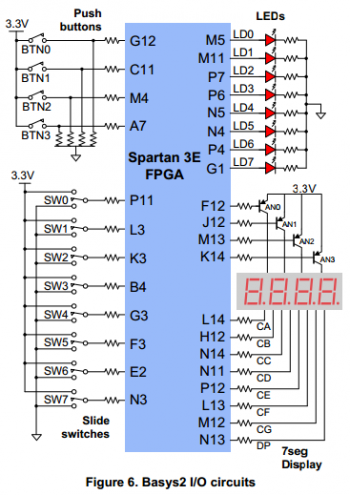 Push
buttons
3.3V
BTN0
BTN1
BTN2
BTN3
G12
C11
M4
A7
Spartan 3E
FPGA
LEDs
M5 LD0
M11 LD1
P7 LD2
P6 LD3
N5 LD4
N4 LD5
P4 LD6
G1 LD7
3.3V
SW0 P11
SW1 L3
SW2 K3
SW3 B4
SW4 G3
SW5 F3
SW6 E2
SW7 N3
Slide
switches
3.3V
F12 AN0
J12 AN1
M13 AN2
K14 AN3
8.8.8.8.
L14 CA
H12 CB
N14 CC
N11 CD
P12 CE
L13 CF
M12 CG
N13 DP
7seg
Display
Figure 6. Basys2 I/O circuits